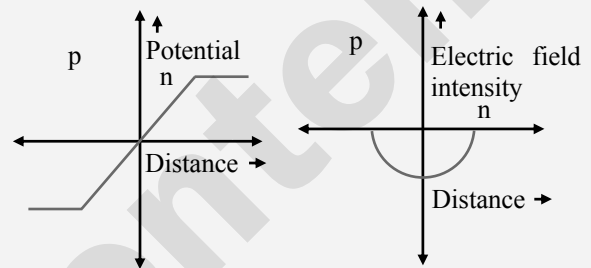 p
Potential
n
Distance
p
Electric field
intensity
n
Distance